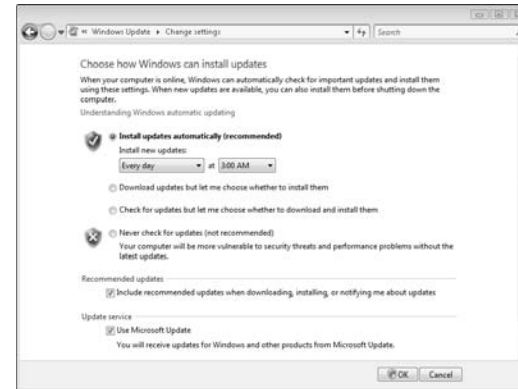 « Windows Update ▸ Change settings
Search
Choose how Windows can install updates
When your computer is online, Windows can automatically check for important updates and install them
using these settings. When new updates are available, you can also install them before shutting down the
computer.
Understanding Windows automatic updating
Install updates automatically (recommended)
Install new updates:
Every day at 3:00 AM
Download updates but let me choose whether to install them
Check for updates but let me choose whether to download and install them
Never check for updates (not recommended)
Your computer will be more vulnerable to security threats and performance problems without the
latest updates.
Recommended updates
Include recommended updates when downloading, installing, or notifying me about updates
Update service
Use Microsoft Update
You will receive updates for Windows and other products from Microsoft Update.
OK Cancel